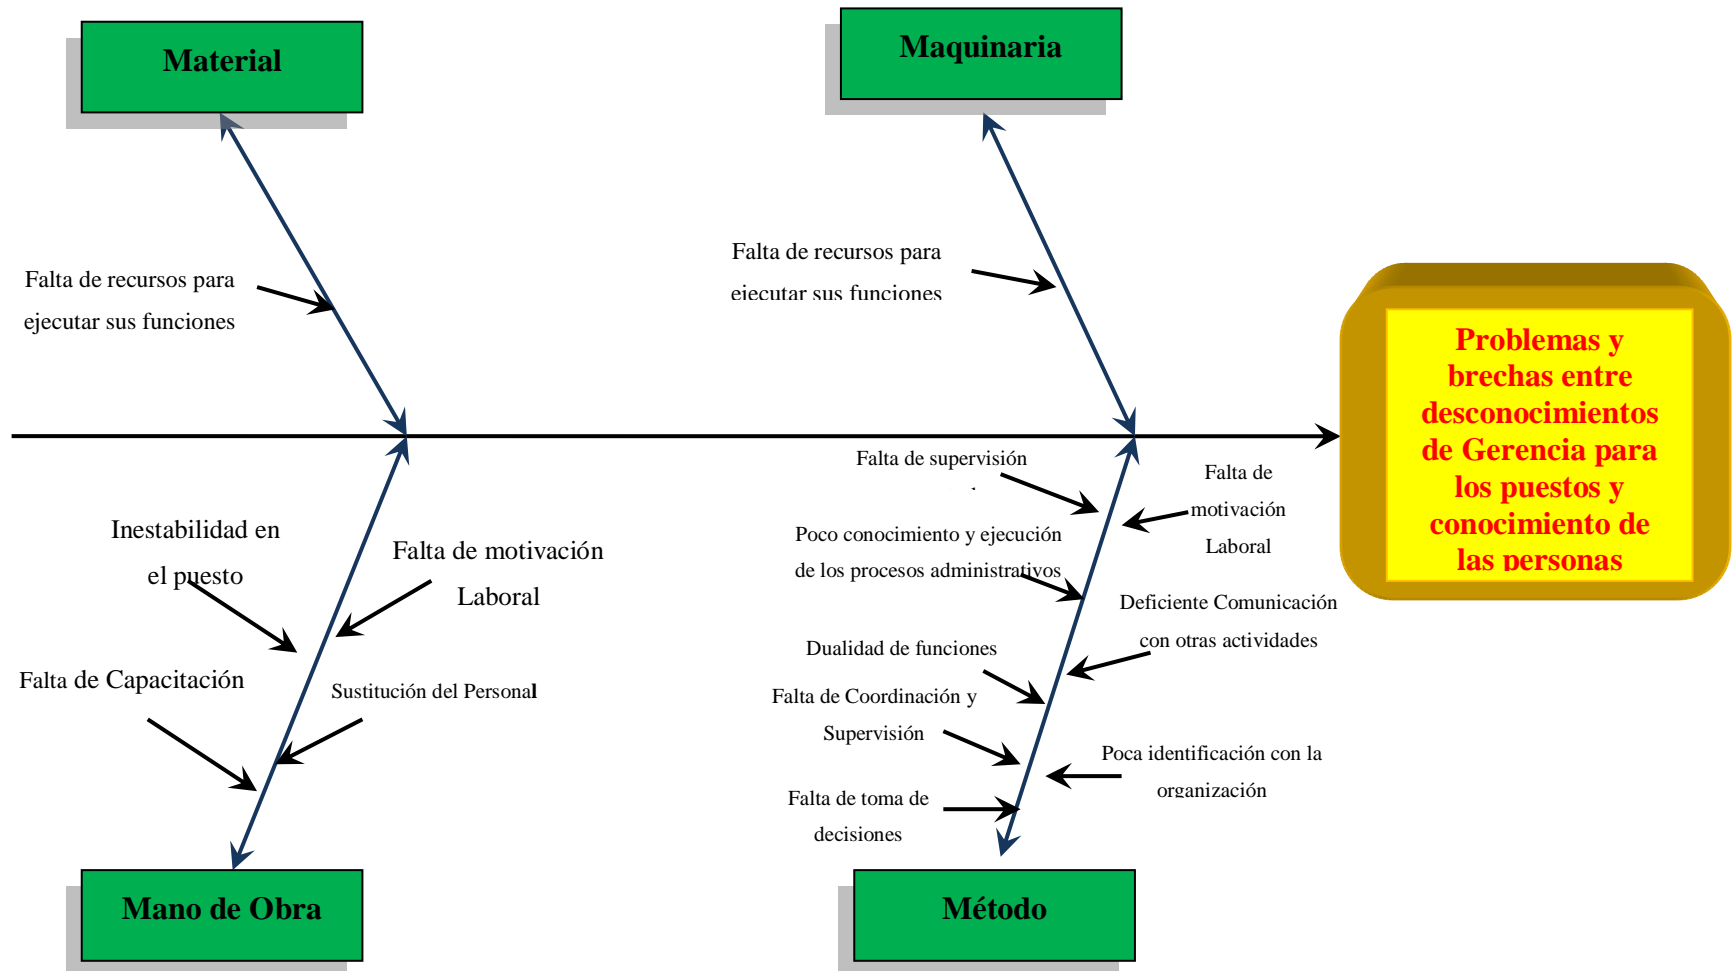 Material
Maquinaria
Falta de recursos para
ejecutar sus funciones
Falta de recursos para
ejecutar sus funciones
Problemas y
brechas entre
desconocimientos
de Gerencia para
los puestos y
conocimiento de
las personas
Inestabilidad en
el puesto
Falta de motivación
Laboral
Falta de Capacitación
Sustitución del Personal
Falta de supervisión
Falta de
motivación
Laboral
Poco conocimiento y ejecución
de los procesos administrativos
Deficiente Comunicación
con otras actividades
Dualidad de funciones
Falta de Coordinación y
Supervisión
Poca identificación con la
organización
Falta de toma de
decisiones
Mano de Obra
Método